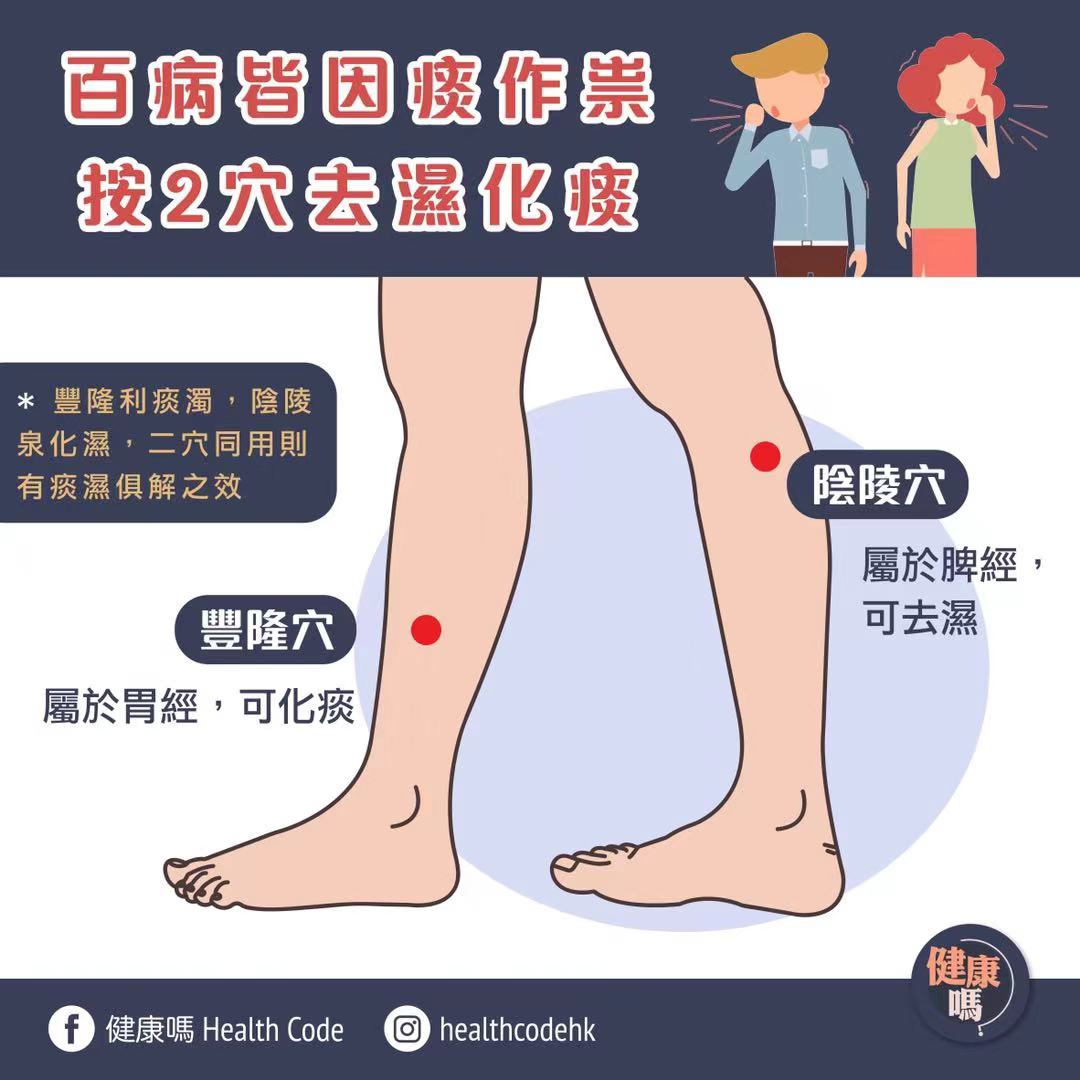 百病皆因痰作祟
按2穴去濕化痰
* 豐隆利痰濁，陰陵
泉化濕，二穴同用則
有痰濕俱解之效
陰陵穴
屬於脾經，
可去濕
豐隆穴
屬於胃經，可化痰
健康嗎
健康嗎 Health Code
healthcodehk